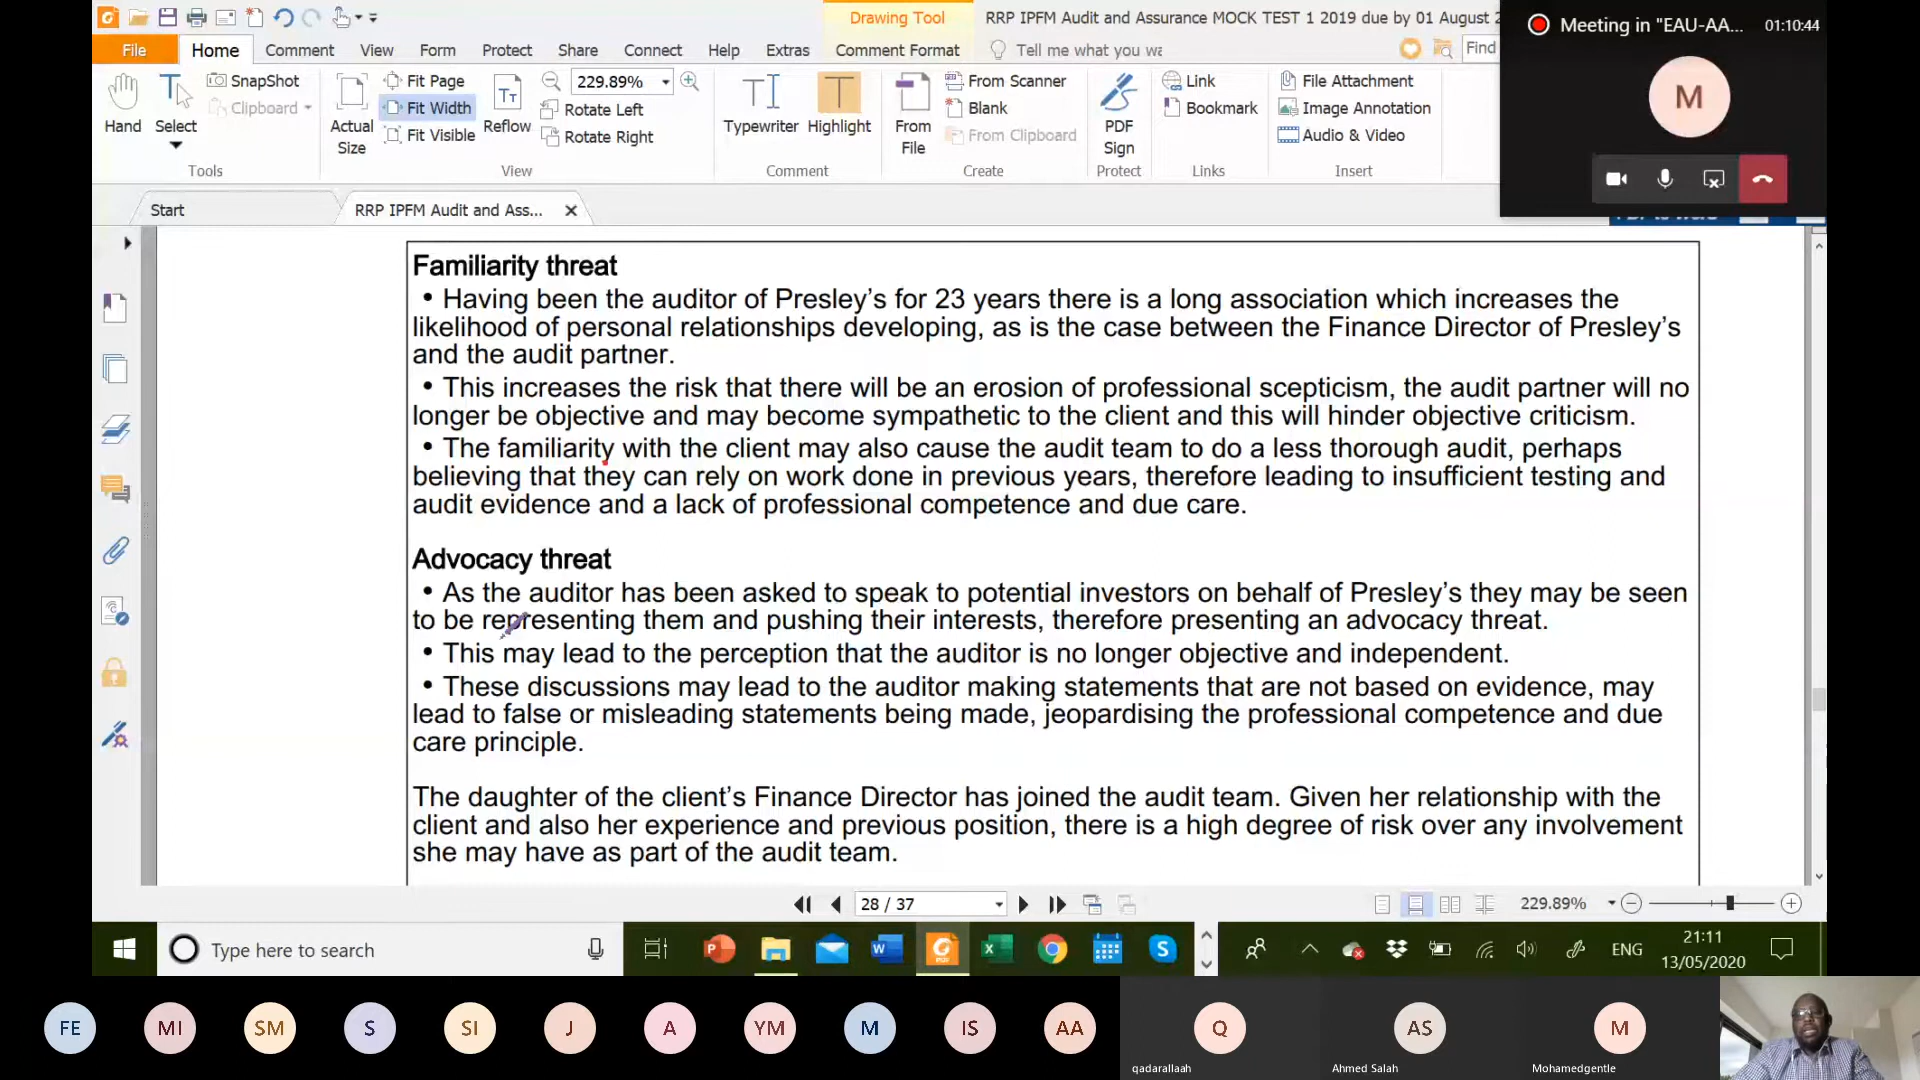 Drawing Tool
RRP IPFM Audit and Assurance MOCK TEST 1 2019 due by 01 August 2
Meeting in "EAU-AA...
01:10:44
File
Home
Comment
View
Form
Protect
Share
Connect
Help
Extras
Comment Format
Tell me what you wa
Find
M
Hand
Select
SnapShot
Clipboard
Tools
Actual
Size
Fit Page
Fit Width
Fit Visible
Reflow
229.89%
Rotate Left
Rotate Right
View
Typewriter
Highlight
Comment
From
File
From Scanner
Blank
From Clipboard
Create
PDF
Sign
Protect
Link
Bookmark
Links
File Attachment
Image Annotation
Audio & Video
Insert
Start
RRP IPFM Audit and Ass...
Familiarity threat
• Having been the auditor of Presley's for 23 years there is a long association which increases the
likelihood of personal relationships developing, as is the case between the Finance Director of Presley's
and the audit partner.
• This increases the risk that there will be an erosion of professional scepticism, the audit partner will no
longer be objective and may become sympathetic to the client and this will hinder objective criticism.
• The familiarity with the client may also cause the audit team to do a less thorough audit, perhaps
believing that they can rely on work done in previous years, therefore leading to insufficient testing and
audit evidence and a lack of professional competence and due care.
Advocacy threat
• As the auditor has been asked to speak to potential investors on behalf of Presley's they may be seen
to be representing them and pushing their interests, therefore presenting an advocacy threat.
• This may lead to the perception that the auditor is no longer objective and independent.
• These discussions may lead to the auditor making statements that are not based on evidence, may
lead to false or misleading statements being made, jeopardising the professional competence and due
care principle.
The daughter of the client's Finance Director has joined the audit team. Given her relationship with the
client and also her experience and previous position, there is a high degree of risk over any involvement
she may have as part of the audit team.
28 / 37
229.89%
Type here to search
ENG
21:11
13/05/2020
FE
MI
SM
S
SI
J
A
YM
M
IS
AA
Q
AS
M
qadarallaah
Ahmed Salah
Mohamedgentle